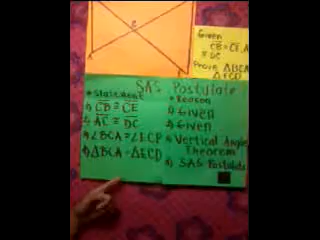 C
A
Given
CB ≅ CE, A
≅ DC
Prove ΔBCA
≅ ΔECD
SAS Postulate
Statement
Reason
1) CB ≅ CE
1) Given
2) AC ≅ DC
2) Given
3) ∠BCA ≅ ∠ECD
3) Vertical Angles
Theorem
4) ΔBCA ≅ ΔECD
4) SAS Postulate